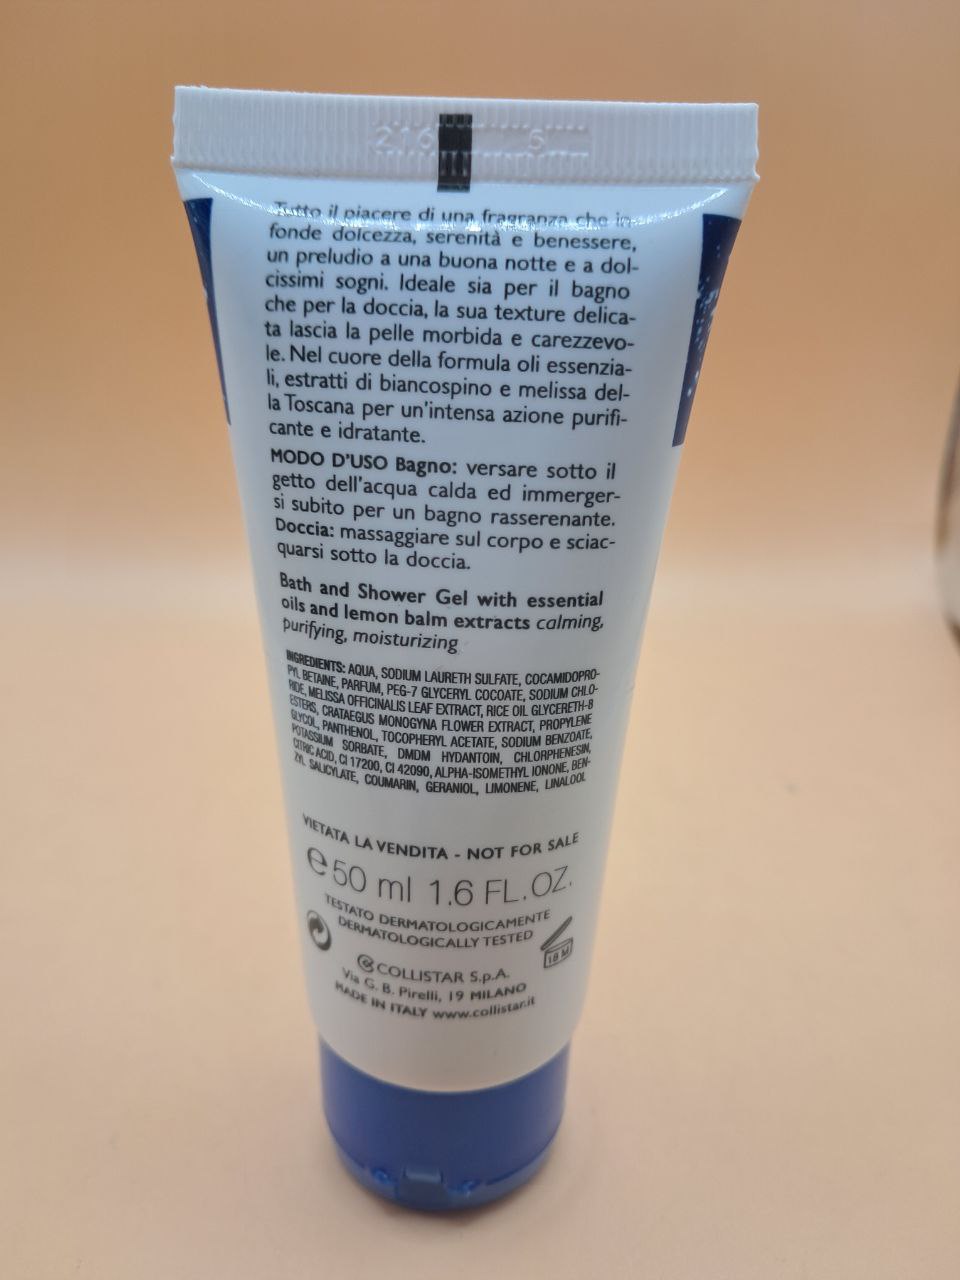 216 6
Tutto il piacere di una fragranza che in-
fonde dolcezza, serenità e benessere,
un preludio a una buona notte e a dol-
cissimi sogni. Ideale sia per il bagno
che per la doccia, la sua texture delica-
ta lascia la pelle morbida e carezzevo-
le. Nel cuore della formula oli essenzia-
li, estratti di biancospino e melissa del-
la Toscana per un'intensa azione purifi-
cante e idratante.
MODO D'USO Bagno: versare sotto il
getto dell'acqua calda ed immerger-
si subito per un bagno rasserenante.
Doccia: massaggiare sul corpo e sciac-
quarsi sotto la doccia.
Bath and Shower Gel with essential
oils and lemon balm extracts calming,
purifying, moisturizing
INGREDIENTS: AQUA, SODIUM LAURETH SULFATE, COCAMIDOPRO-
PYL BETAINE, PARFUM, PEG-7 GLYCERYL COCOATE, SODIUM CHLO-
RIDE, MELISSA OFFICINALIS LEAF EXTRACT, RICE OIL GLYCERETH-8
ESTERS, CRATAEGUS MONOGYNA FLOWER EXTRACT, PROPYLENE
GLYCOL, PANTHENOL, TOCOPHERYL ACETATE, SODIUM BENZOATE,
POTASSIUM SORBATE, DMDM HYDANTOIN, CHLORPHENESIN,
CITRIC ACID, CI 17200, CI 42090, ALPHA-ISOMETHYL IONONE, BEN-
ZYL SALICYLATE, COUMARIN, GERANIOL, LIMONENE, LINALOOL
VIETATA LA VENDITA - NOT FOR SALE
e 50 ml 1.6 FL.OZ.
TESTATO DERMATOLOGICAMENTE
DERMATOLOGICALLY TESTED
18 M
COLLISTAR S.p.A.
Via G. B. Pirelli, 19 MILANO
MADE IN ITALY www.collistar.it